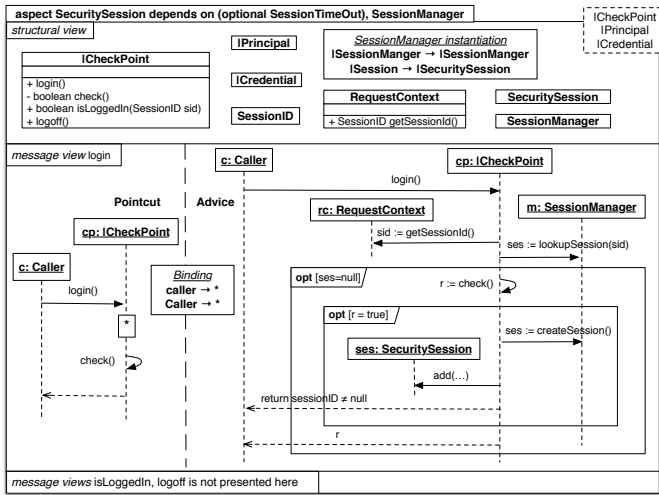 aspect SecuritySession depends on (optional SessionTimeOut), SessionManager
structural view
|CheckPoint
|Principal
|Credential
|CheckPoint
+ login()
- boolean check()
+ boolean isLoggedIn(SessionID sid)
+ logoff()
|Principal
|Credential
SessionID
SessionManager instantiation
|SessionManger → |SessionManger
|Session → |SecuritySession
RequestContext
+ SessionID getSessionId()
SecuritySession
SessionManager
message view login
Pointcut
Advice
cp: |CheckPoint
c: Caller
login()
*
check()
Binding
caller → *
Caller → *
c: Caller
cp: |CheckPoint
login()
rc: RequestContext
m: SessionManager
sid := getSessionId()
ses := lookupSession(sid)
opt [ses=null]
r := check()
opt [r = true]
ses := createSession()
ses: SecuritySession
add(...)
return sessionID ≠ null
r
message views isLoggedIn, logoff is not presented here